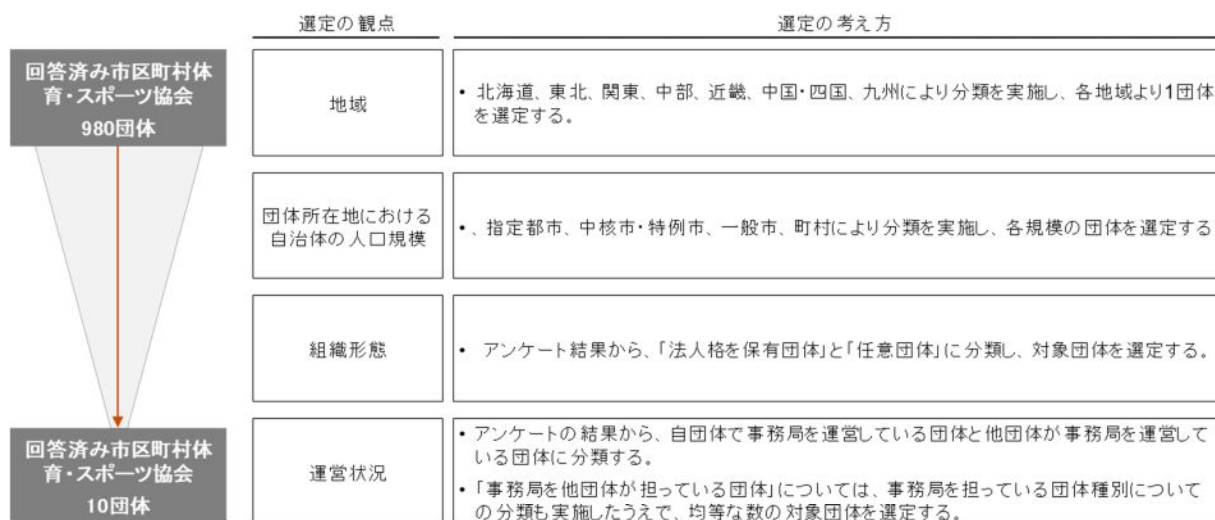 選定の観点
選定の考え方
回答済み市区町村体
育・スポーツ協会
980団体
地域
• 北海道、東北、関東、中部、近畿、中国・四国、九州により分類を実施し、各地域より1団体
を選定する。
団体所在地における
自治体の人口規模
• 、指定都市、中核市・特例市、一般市、町村により分類を実施し、各規模の団体を選定する
組織形態
• アンケート結果から、「法人格を保有団体」と「任意団体」に分類し、対象団体を選定する。
回答済み市区町村体
育・スポーツ協会
10団体
運営状況
• アンケートの結果から、自団体で事務局を運営している団体と他団体が事務局を運営して
いる団体に分類する。
• 「事務局を他団体が担っている団体」については、事務局を担っている団体種別について
の分類も実施したうえで、均等な数の対象団体を選定する。